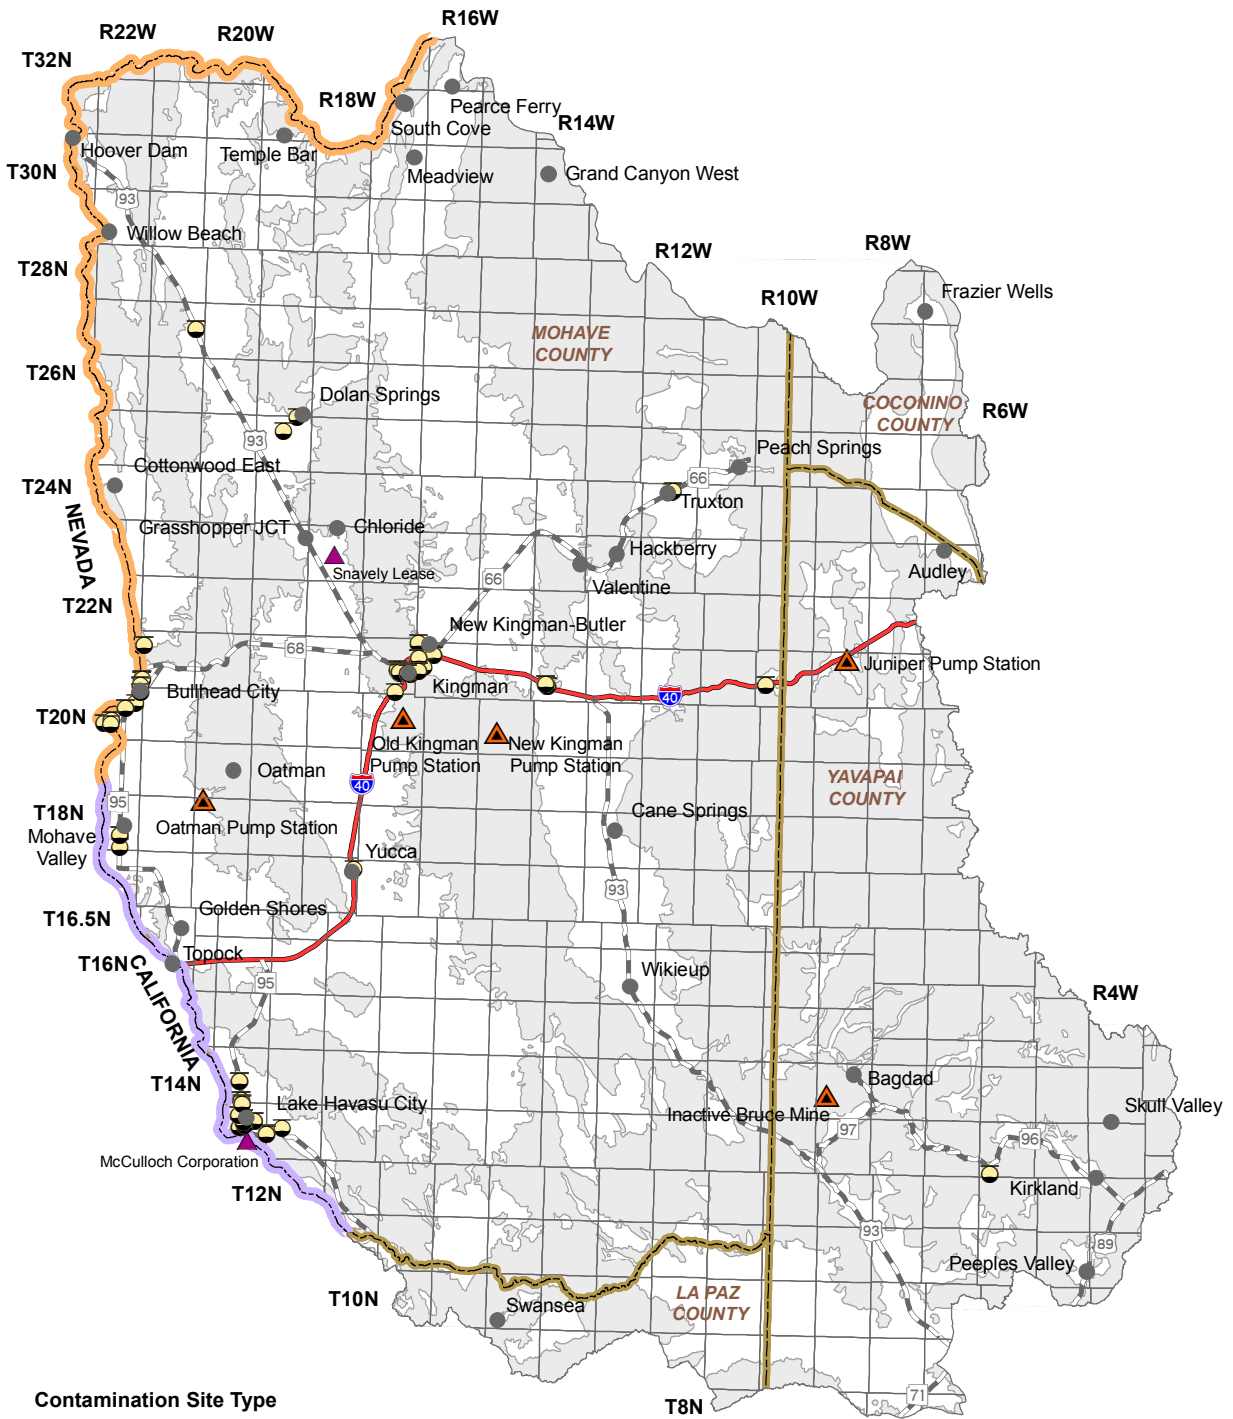 R16W
R22W
R20W
T32N
R18W
Pearce Ferry
South Cove
R14W
Hoover Dam
Temple Bar
T30N
Meadview
Grand Canyon West
93
Willow Beach
R12W
R8W
T28N
R10W
Frazier Wells
MOHAVE
COUNTY
T26N
Dolan Springs
COCONINO
COUNTY
R6W
93
Peach Springs
Cottonwood East
T24N
66
Truxton
NEVADA
Grasshopper JCT
Chloride
Hackberry
Snavely Lease
66
Valentine
Audley
T22N
New Kingman-Butler
68
Juniper Pump Station
Bullhead City
Kingman
40
T20N
Old Kingman
Pump Station
New Kingman
Pump Station
Oatman
40
YAVAPAI
COUNTY
95
T18N
Oatman Pump Station
Cane Springs
Mohave
Valley
Yucca
93
T16.5N
Golden Shores
Topock
T16N
Wikieup
95
CALIFORNIA
R4W
T14N
Bagdad
Lake Havasu City
Inactive Bruce Mine
Skull Valley
97
96
McCulloch Corporation
T12N
Kirkland
93
89
Peeples Valley
T10N
Swansea
LA PAZ
COUNTY
71
Contamination Site Type
T8N